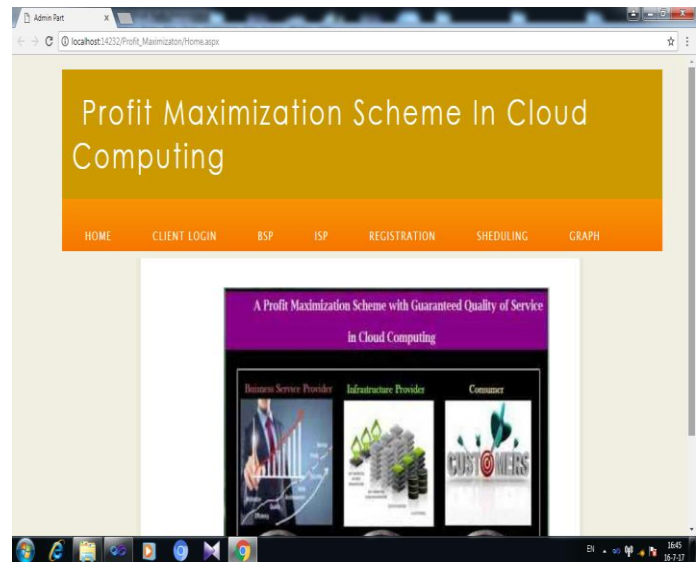 Admin Part
localhost:14232/Profit_Maximizaton/Home.aspx
Profit Maximization Scheme In Cloud
Computing
HOME CLIENT LOGIN BSP ISP REGISTRATION SHEDULING GRAPH
A Profit Maximization Scheme with Guaranteed Quality of Service
in Cloud Computing
Business Service Provider Infrastructure Provider Consumer
CUSTOMERS
EN
16:45
16-7-17